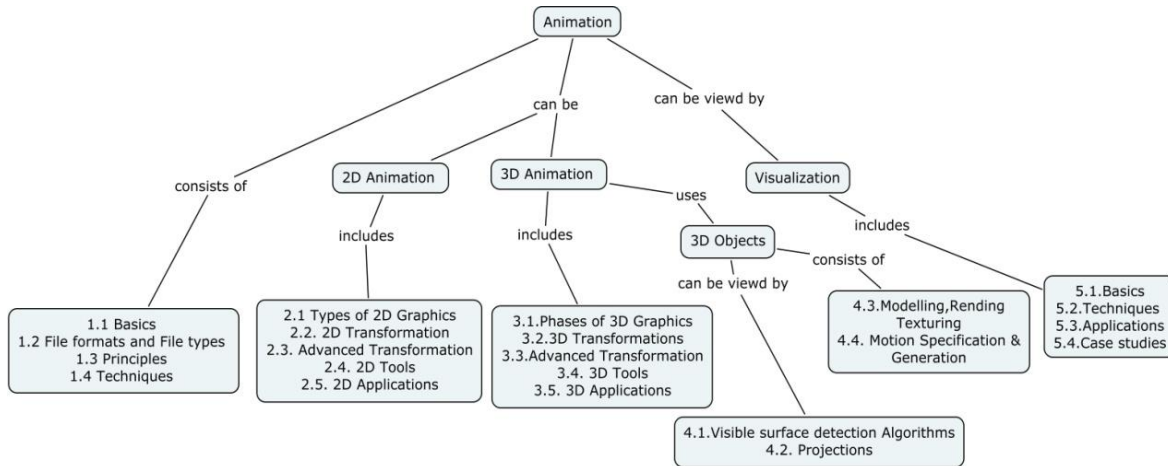 Animation
can be
can be viewd by
consists of
2D Animation
3D Animation
Visualization
uses
includes
includes
includes
3D Objects
can be viewd by
consists of
1.1 Basics
1.2 File formats and File types
1.3 Principles
1.4 Techniques
2.1 Types of 2D Graphics
2.2. 2D Transformation
2.3. Advanced Transformation
2.4. 2D Tools
2.5. 2D Applications
3.1.Phases of 3D Graphics
3.2.3D Transformations
3.3.Advanced Transformation
3.4. 3D Tools
3.5. 3D Applications
4.3.Modelling,Rending
Texturing
4.4. Motion Specification &
Generation
5.1.Basics
5.2.Techniques
5.3.Applications
5.4.Case studies
4.1.Visible surface detection Algorithms
4.2. Projections